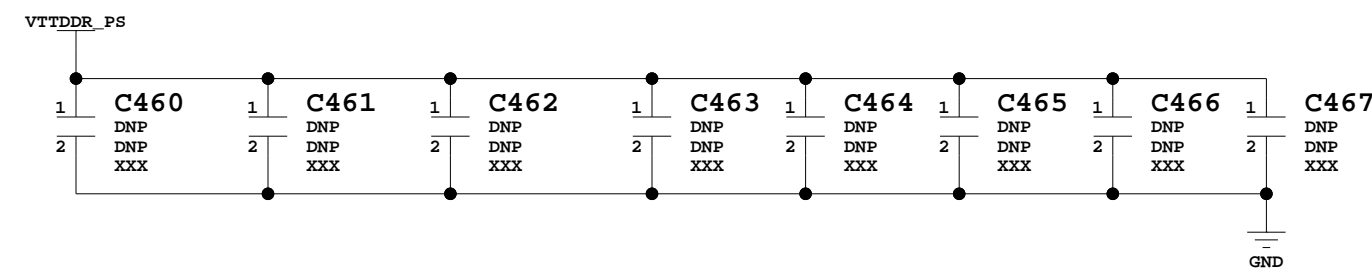 VTTDDR_PS
1 C460 1 C461 1 C462 1 C463 1 C464 1 C465 1 C466 1 C467
DNP DNP DNP DNP DNP DNP DNP DNP
2 DNP 2 DNP 2 DNP 2 DNP 2 DNP 2 DNP 2 DNP 2 DNP
XXX XXX XXX XXX XXX XXX XXX XXX
GND